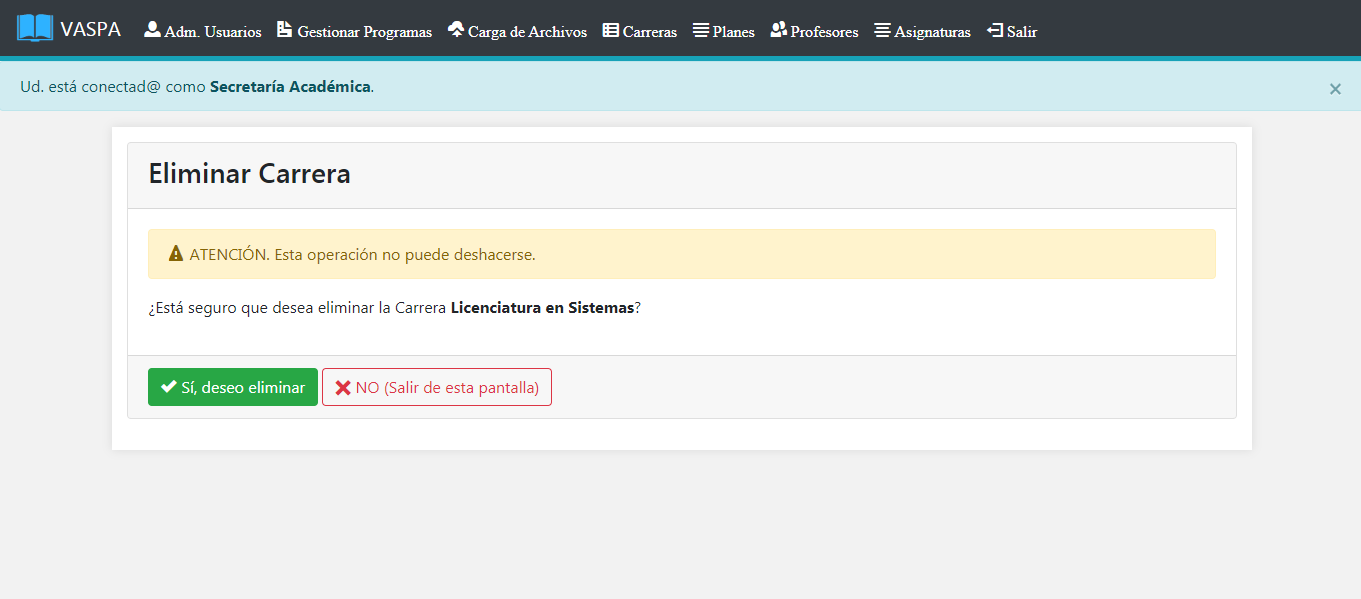 VASPA Adm. Usuarios Gestionar Programas Carga de Archivos Carreras Planes Profesores Asignaturas Salir
Ud. está conectad@ como Secretaría Académica. ×
Eliminar Carrera
ATENCIÓN. Esta operación no puede deshacerse.
¿Está seguro que desea eliminar la Carrera Licenciatura en Sistemas?
Sí, deseo eliminar NO (Salir de esta pantalla)